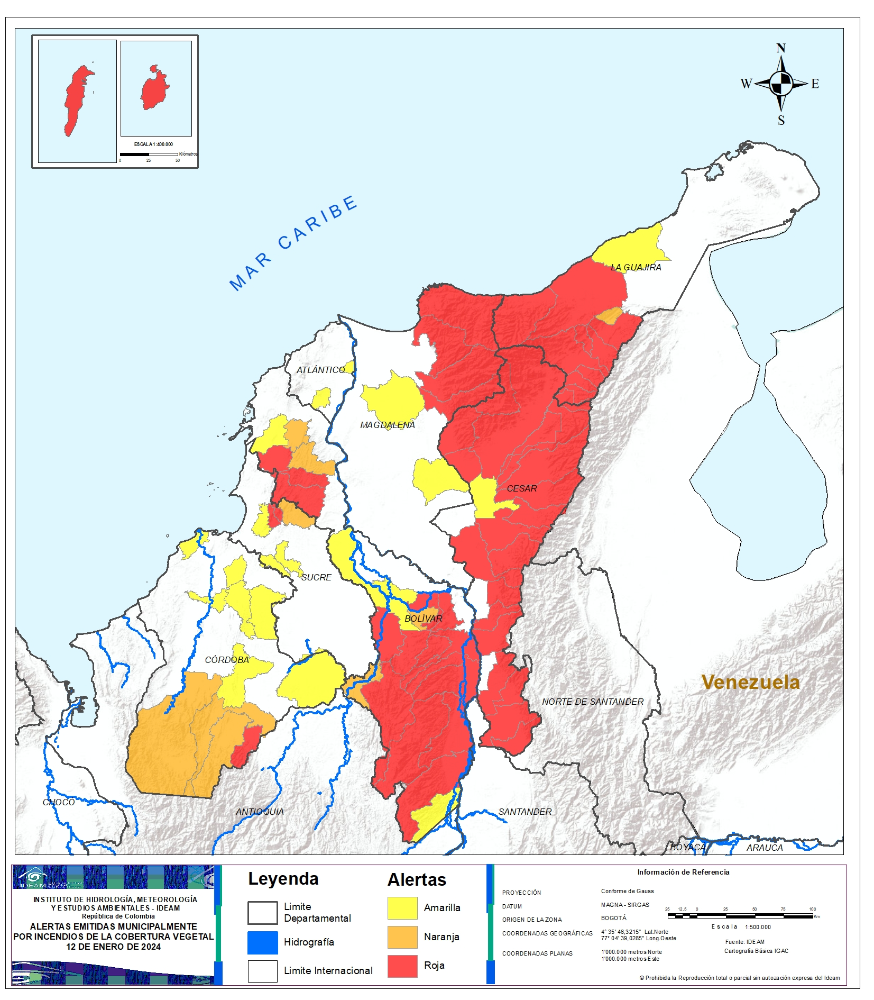 ESCALA 1:400.000
Kilómetros
0 25 50
N
W E
S
MAR CARIBE
LA GUAJIRA
ATLÁNTICO
MAGDALENA
CESAR
SUCRE
BOLÍVAR
CÓRDOBA
Venezuela
NORTE DE SANTANDER
CHOCÓ
ANTIOQUIA
SANTANDER
BOYACÁ
ARAUCA
IDEAM
INSTITUTO DE HIDROLOGÍA, METEOROLOGÍA
Y ESTUDIOS AMBIENTALES - IDEAM
República de Colombia
ALERTAS EMITIDAS MUNICIPALMENTE
POR INCENDIOS DE LA COBERTURA VEGETAL
12 DE ENERO DE 2024
Leyenda
Limite
Departamental
Hidrografía
Limite Internacional
Alertas
Amarilla
Naranja
Roja
Información de Referencia
PROYECCIÓN Conforme de Gauss
DATUM MAGNA - SIRGAS
ORIGEN DE LA ZONA BOGOTÁ
COORDENADAS GEOGRÁFICAS 4° 35' 46,3215" Lat.Norte
77° 04' 39,0285" Long.Oeste
COORDENADAS PLANAS 1'000.000 metros Norte
1'000.000 metros Este
25 12,5 0 25 50 75 100
Km
Escala 1:500.000
Fuente: IDEAM
Cartografía Básica IGAC
© Prohibida la Reproducción total o parcial sin autozación expresa del Ideam